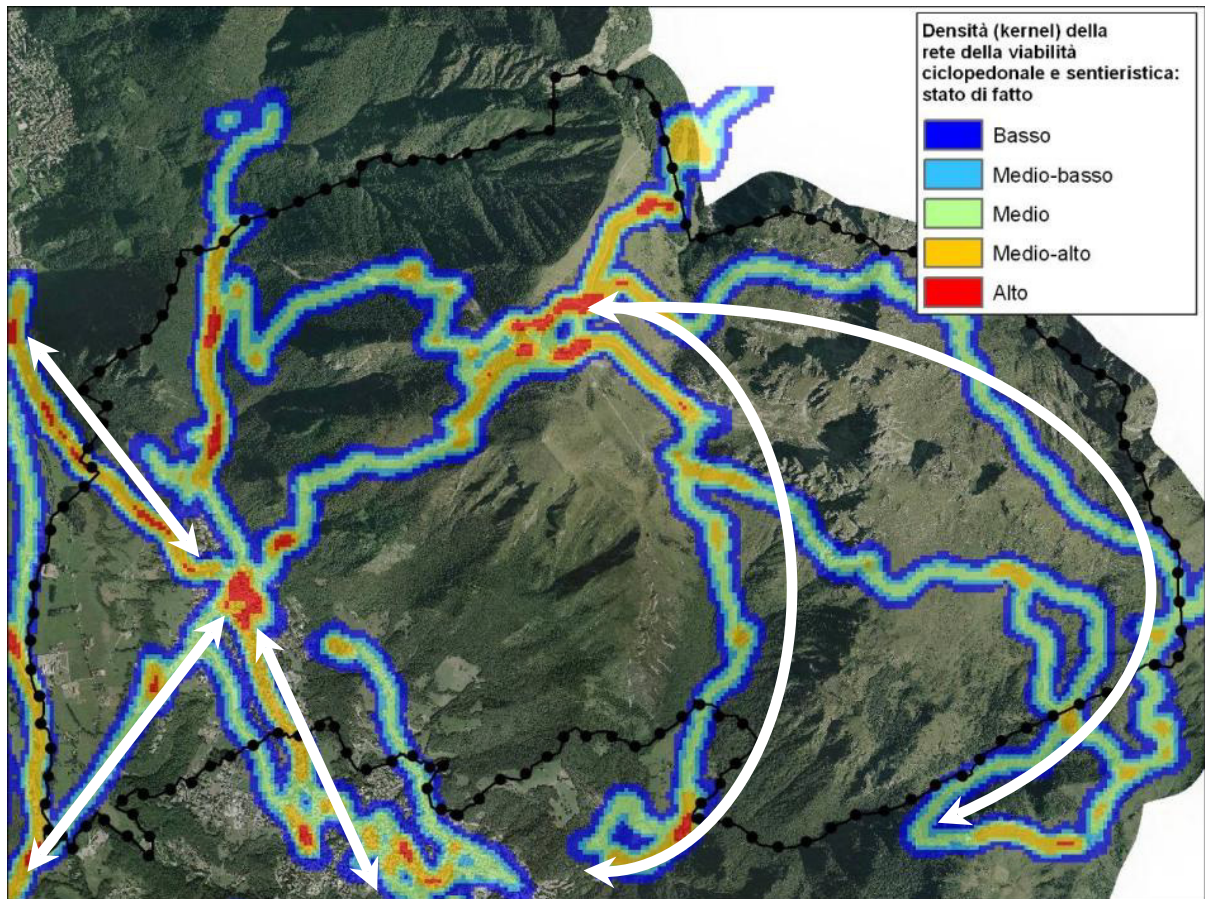 Densità (kernel) della
rete della viabilità
ciclopedonale e sentieristica:
stato di fatto
Basso
Medio-basso
Medio
Medio-alto
Alto